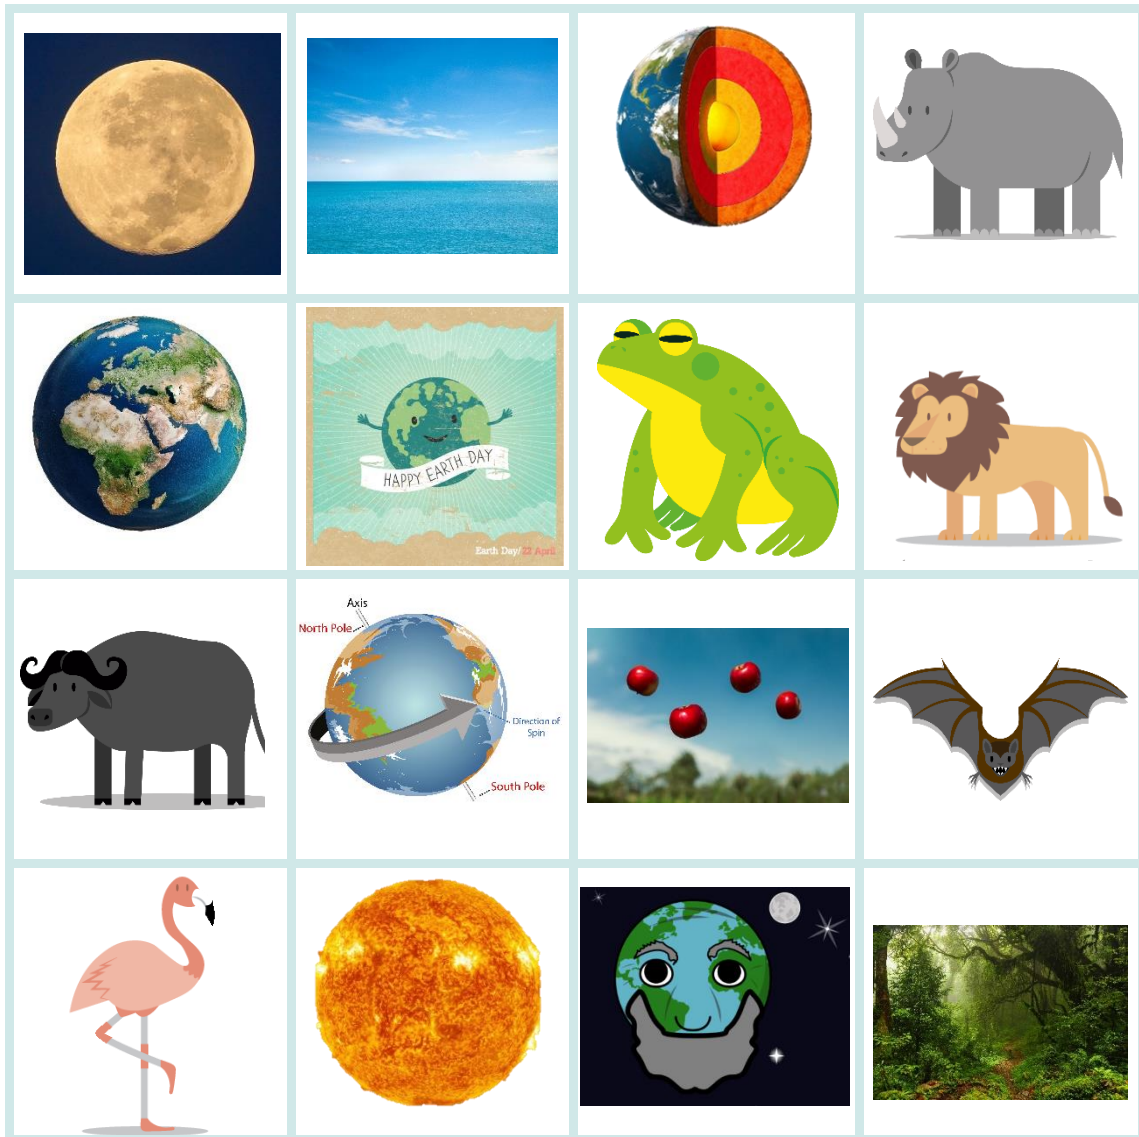 HAPPY EARTH DAY
Earth Day/22 April
Axis
North Pole
Direction of
Spin
South Pole